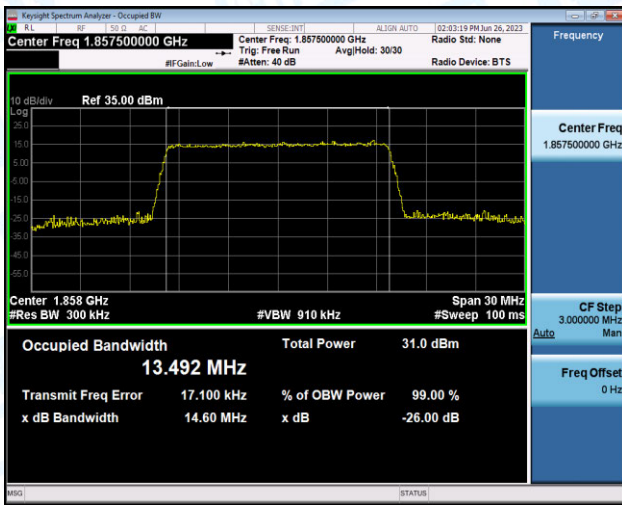 Keysight Spectrum Analyzer - Occupied BW
RL RF 50 Ω AC SENSE:INT ALIGN AUTO 02:03:19 PM Jun 26, 2023
Center Freq 1.857500000 GHz Center Freq: 1.857500000 GHz Radio Std: None
Trig: Free Run Avg|Hold: 30/30
#IFGain:Low #Atten: 40 dB Radio Device: BTS
Frequency
10 dB/div Ref 35.00 dBm
Log
25.0
15.0
5.00
-5.00
-15.0
-25.0
-35.0
-45.0
-55.0
Center 1.858 GHz Span 30 MHz
#Res BW 300 kHz #VBW 910 kHz #Sweep 100 ms
Occupied Bandwidth Total Power 31.0 dBm
13.492 MHz
Transmit Freq Error 17.100 kHz % of OBW Power 99.00 %
x dB Bandwidth 14.60 MHz x dB -26.00 dB
Center Freq
1.857500000 GHz
CF Step
3.000000 MHz
Auto Man
Freq Offset
0 Hz
MSG STATUS